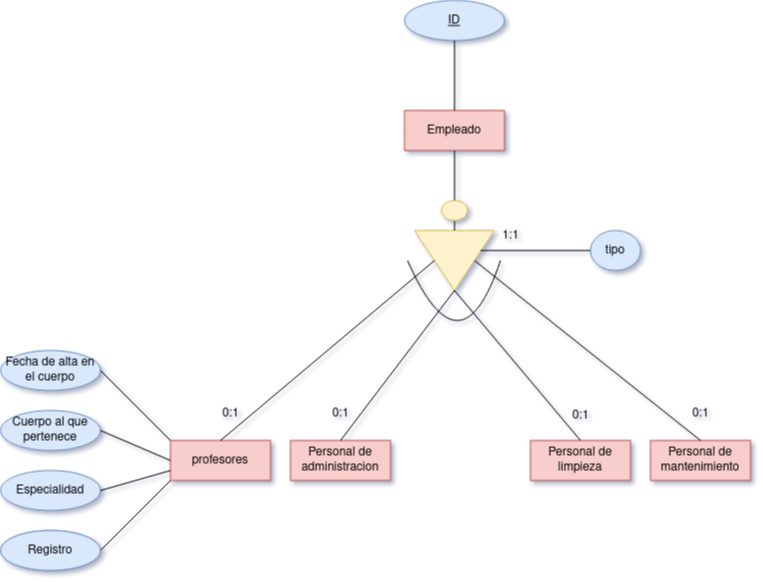 ID
Empleado
1:1
tipo
Fecha de alta en
el cuerpo
Cuerpo al que
pertenece
Especialidad
Registro
0:1
0:1
0:1
0:1
profesores
Personal de
administracion
Personal de
limpieza
Personal de
mantenimiento